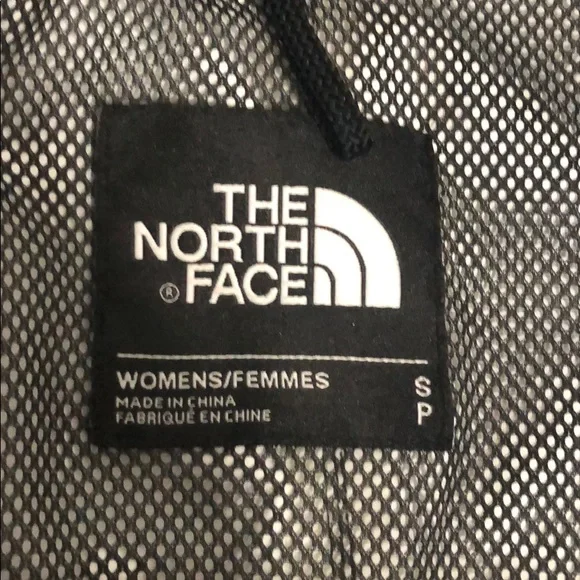 THE
NORTH
® FACE
WOMENS/FEMMES S
MADE IN CHINA
FABRIQUÉ EN CHINE P